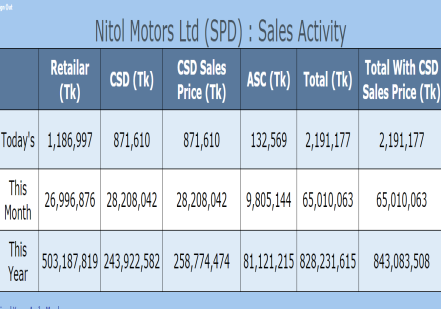 Nitol Motors Ltd (SPD) : Sales Activity
Retailar (Tk) CSD (Tk) CSD Sales Price (Tk) ASC (Tk) Total (Tk) Total With CSD Sales Price (Tk)
Today's 1,186,997 871,610 871,610 132,569 2,191,177 2,191,177
This Month 26,996,876 28,208,042 28,208,042 9,805,144 65,010,063 65,010,063
This Year 503,187,819 243,922,582 258,774,474 81,121,215 828,231,615 843,083,508